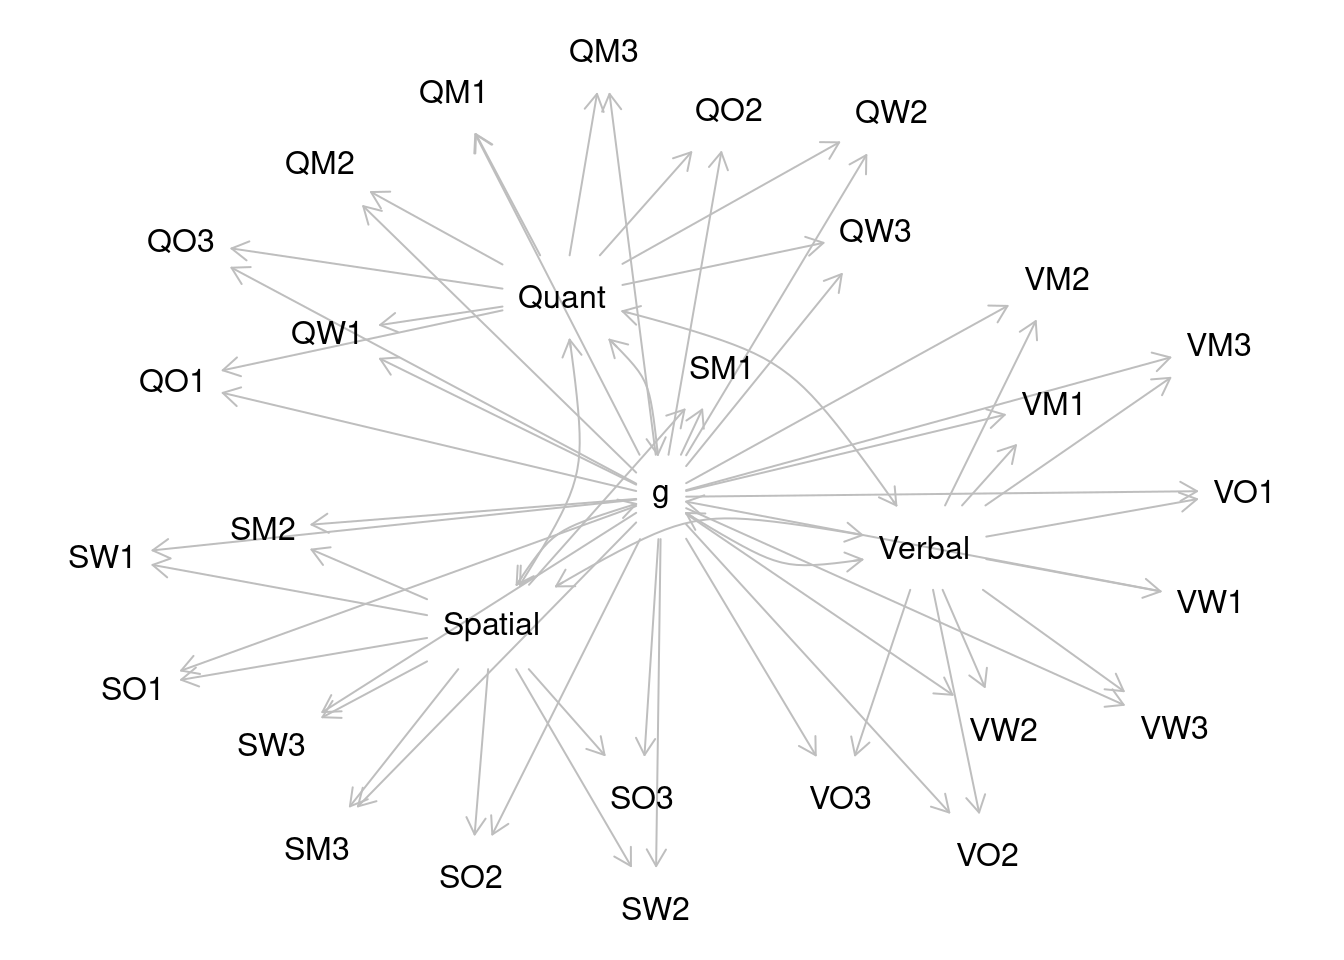 QM3
QM1
QO2
QW2
QM2
QW3
QO3
VM2
Quant
QW1
VM3
SM1
QO1
VM1
g
VO1
SM2
Verbal
SW1
VW1
Spatial
SO1
VW2
VW3
SW3
SO3
VO3
SM3
VO2
SO2
SW2